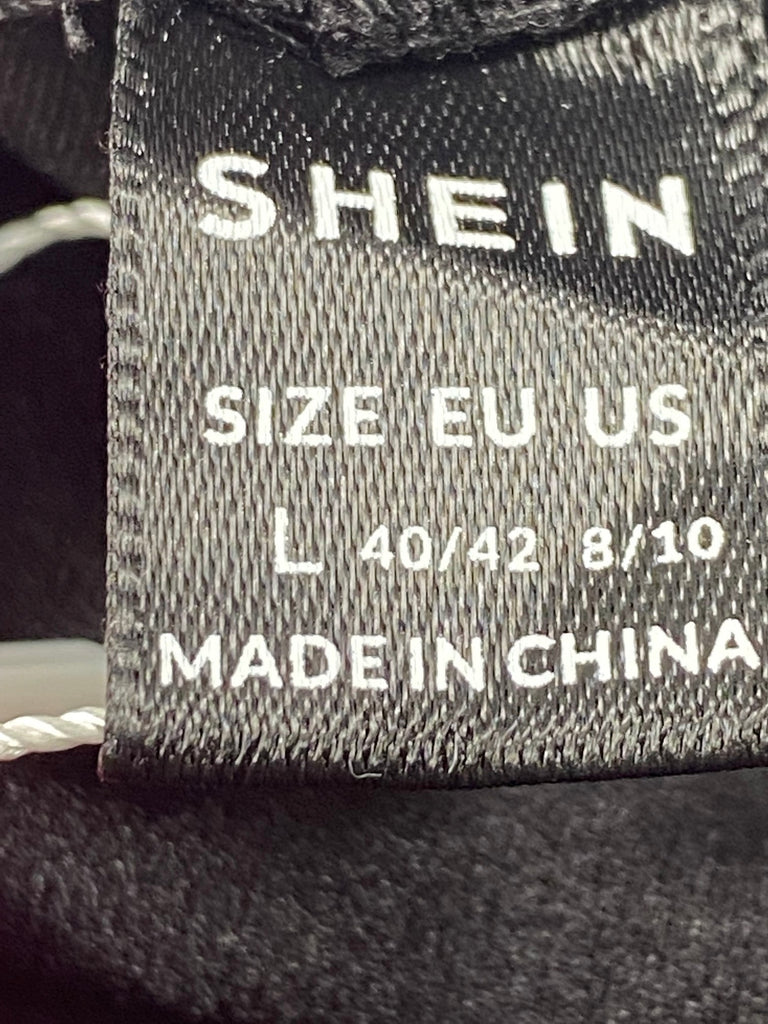 SHEIN
SIZE EU US
L 40/42 8/10
MADE IN CHINA